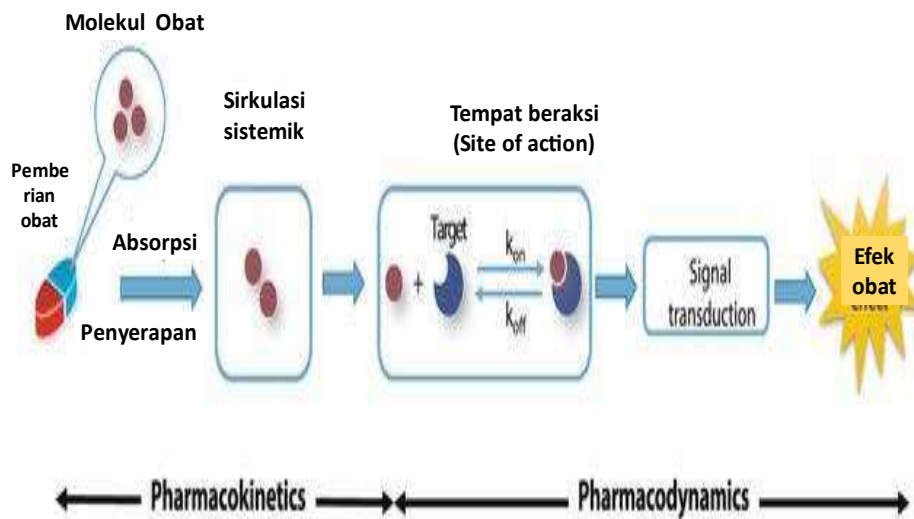 Molekul Obat
Sirkulasi
sistemik
Tempat beraksi
(Site of action)
Pembe
rian
obat
Absorpsi
Penyerapan
Target
+
kon
koff
Signal
transduction
Efek
obat
Pharmacokinetics
Pharmacodynamics